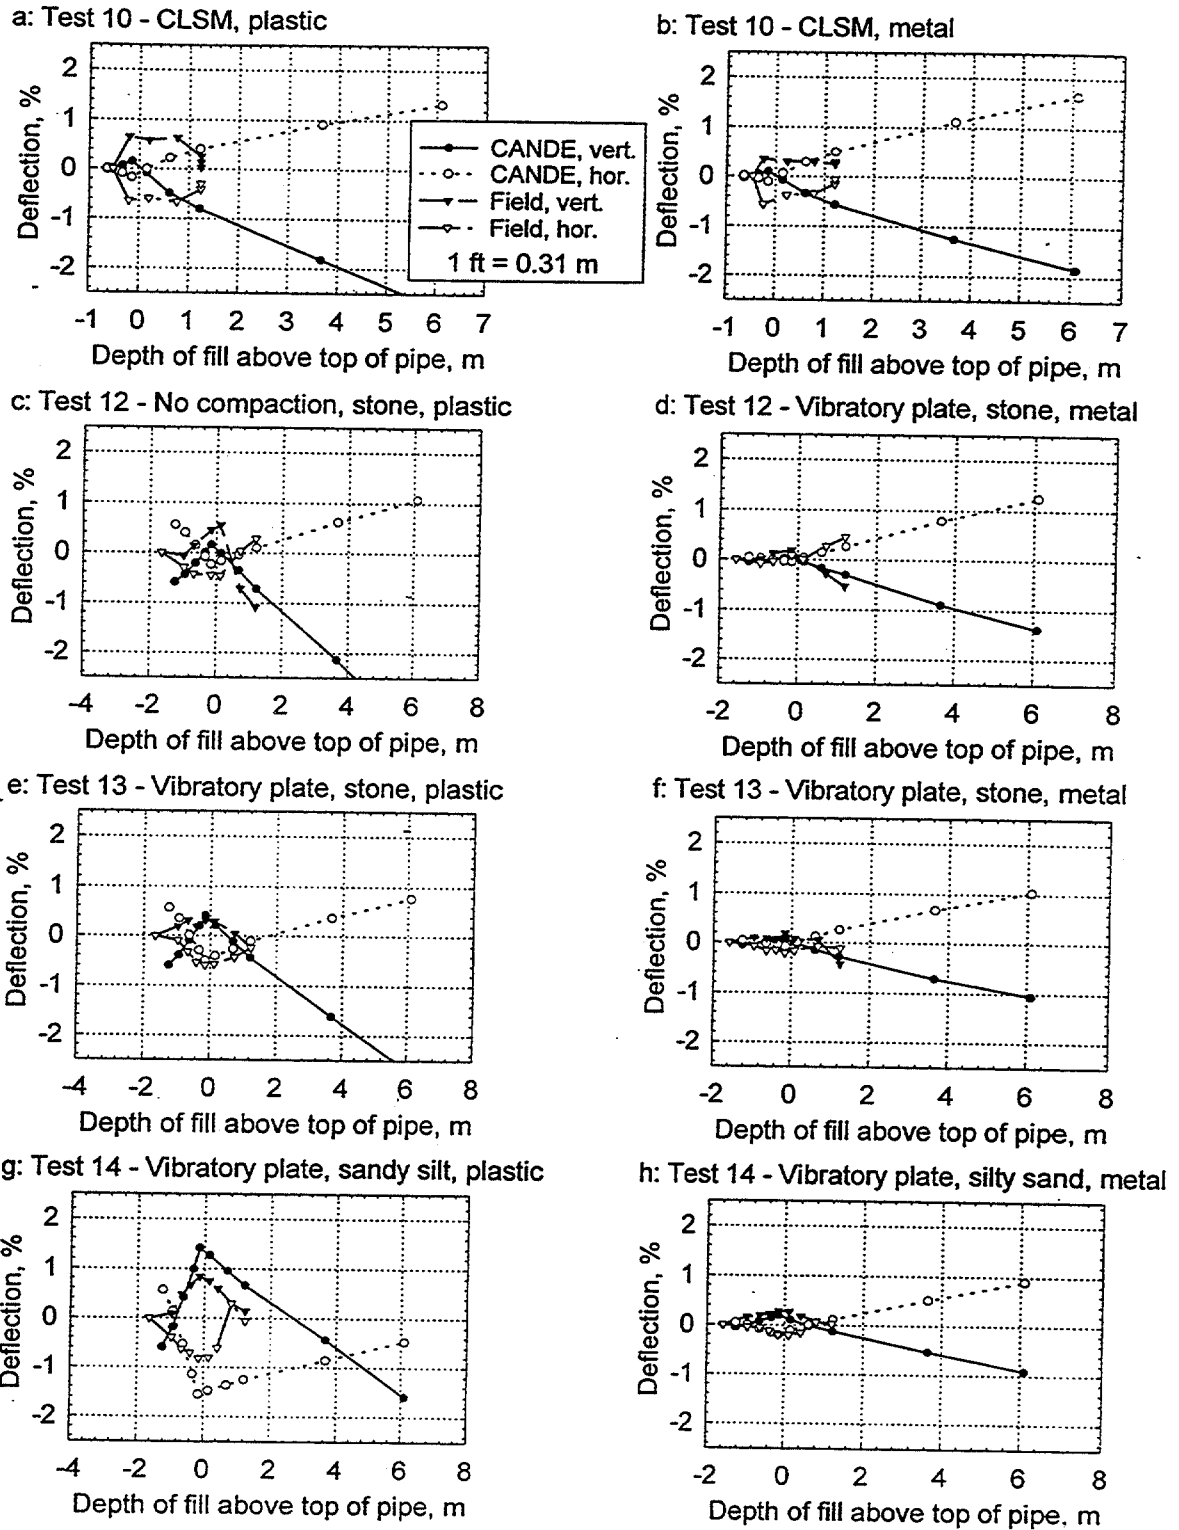 a: Test 10 - CLSM, plastic
2
1
0
-1
-2
Deflection, %
-1 0 1 2 3 4 5 6 7
Depth of fill above top of pipe, m
CANDE, vert.
CANDE, hor.
Field, vert.
Field, hor.
1 ft = 0.31 m
b: Test 10 - CLSM, metal
2
1
0
-1
-2
Deflection, %
-1 0 1 2 3 4 5 6 7
Depth of fill above top of pipe, m
c: Test 12 - No compaction, stone, plastic
2
1
0
-1
-2
Deflection, %
-4 -2 0 2 4 6 8
Depth of fill above top of pipe, m
d: Test 12 - Vibratory plate, stone, metal
2
1
0
-1
-2
Deflection, %
-2 0 2 4 6 8
Depth of fill above top of pipe, m
e: Test 13 - Vibratory plate, stone, plastic
2
1
0
-1
-2
Deflection, %
-4 -2 0 2 4 6 8
Depth of fill above top of pipe, m
f: Test 13 - Vibratory plate, stone, metal
2
1
0
-1
-2
Deflection, %
-2 0 2 4 6 8
Depth of fill above top of pipe, m
g: Test 14 - Vibratory plate, sandy silt, plastic
2
1
0
-1
-2
Deflection, %
-4 -2 0 2 4 6 8
Depth of fill above top of pipe, m
h: Test 14 - Vibratory plate, silty sand, metal
2
1
0
-1
-2
Deflection, %
-2 0 2 4 6 8
Depth of fill above top of pipe, m